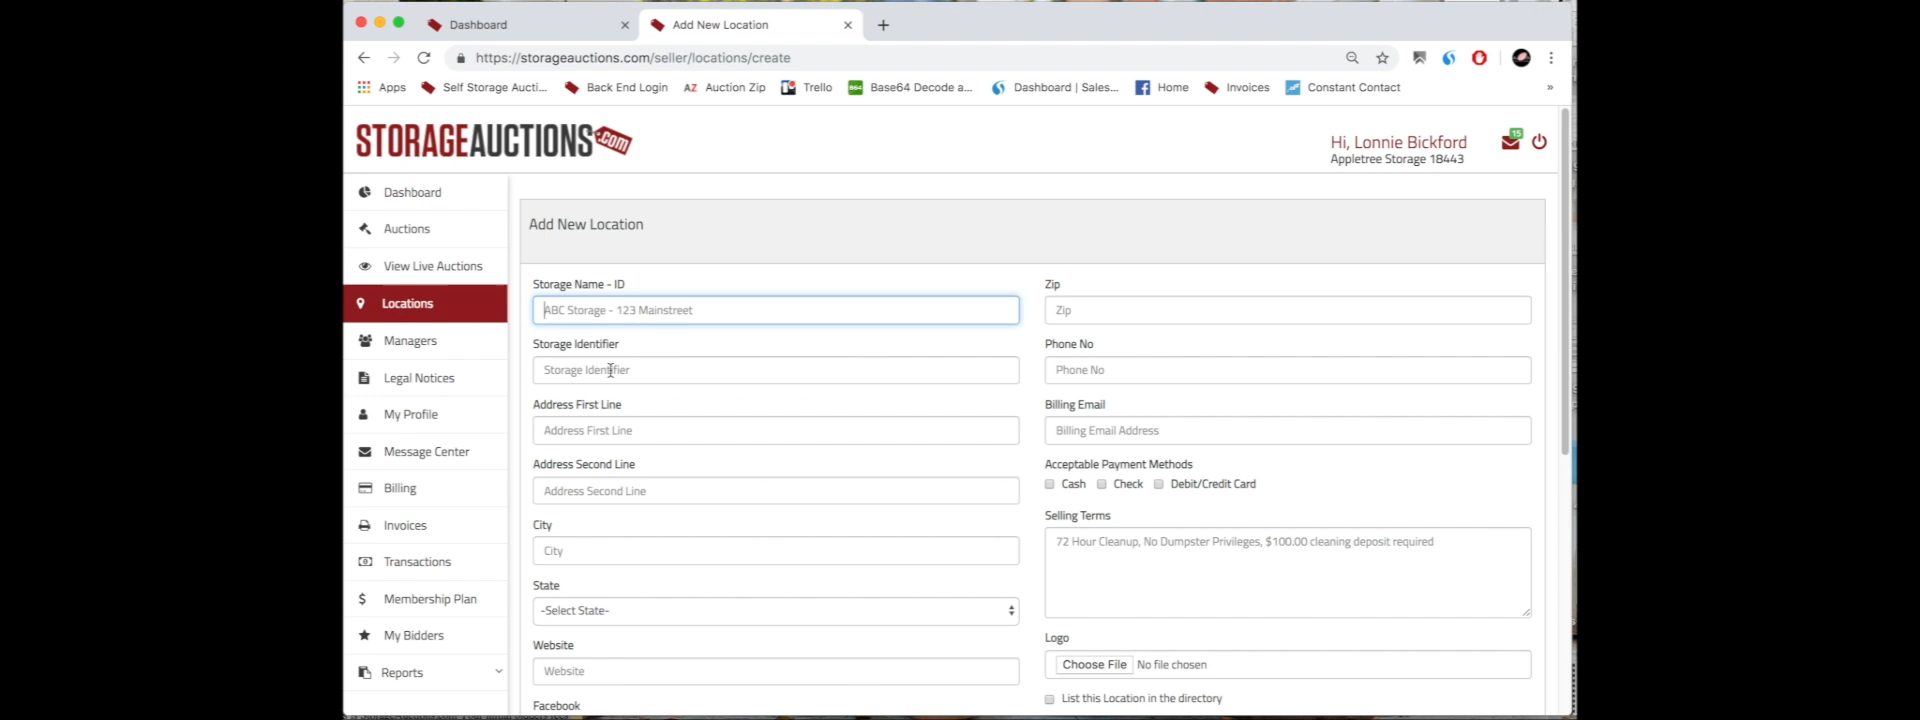 Dashboard
Add New Location
https://storageauctions.com/seller/locations/create
Apps
Self Storage Aucti...
Back End Login
AZ Auction Zip
Trello
B64 Base64 Decode a...
Dashboard | Sales...
Home
Invoices
Constant Contact
»
STORAGEAUCTIONS.com
Hi, Lonnie Bickford
15
Appletree Storage 18443
Dashboard
Auctions
View Live Auctions
Locations
Managers
Legal Notices
My Profile
Message Center
Billing
Invoices
Transactions
$ Membership Plan
My Bidders
Reports
Add New Location
Storage Name - ID
ABC Storage - 123 Mainstreet
Storage Identifier
Storage Identifier
Address First Line
Address First Line
Address Second Line
Address Second Line
City
City
State
-Select State-
Website
Website
Facebook
Zip
Zip
Phone No
Phone No
Billing Email
Billing Email Address
Acceptable Payment Methods
Cash Check Debit/Credit Card
Selling Terms
72 Hour Cleanup, No Dumpster Privileges, $100.00 cleaning deposit required
Logo
Choose File No file chosen
List this Location in the directory